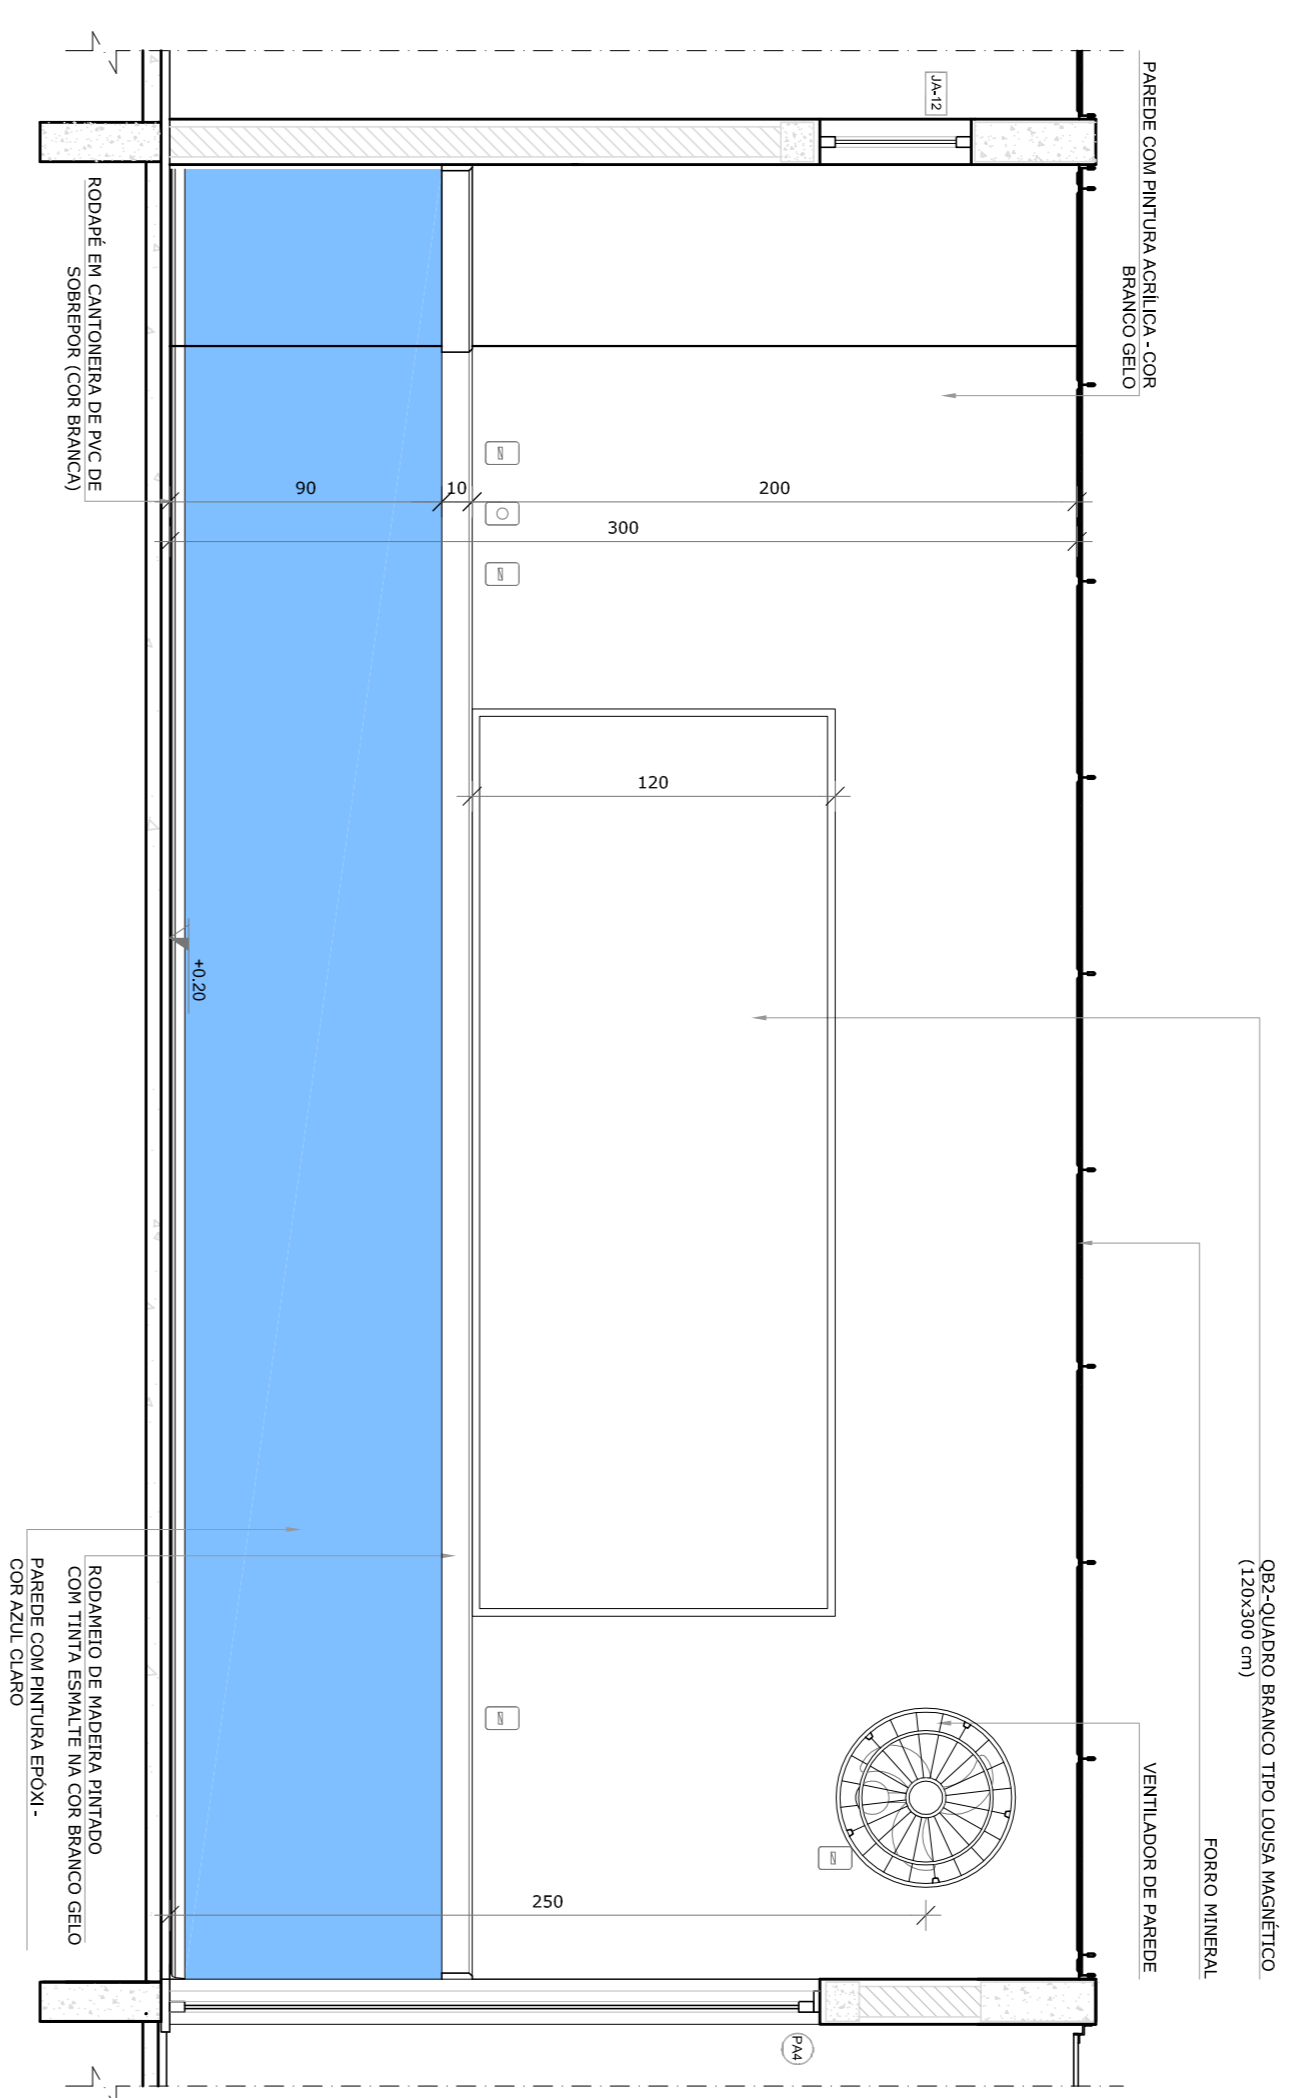 QB2-QUADRO BRANCO TIPO LOUSA MAGNÉTICO
(120x300 cm)
FORRO MINERAL
PAREDE COM PINTURA ACRÍLICA - COR
BRANCO GELO
VENTILADOR DE PAREDE
JA-12
PA4
200
10
90
300
120
250
+0.20
RODAPÉ EM CANTONEIRA DE PVC DE
SOBREPOR (COR BRANCA)
RODAMEIO DE MADEIRA PINTADO
COM TINTA ESMALTE NA COR BRANCO GELO
PAREDE COM PINTURA EPÓXI -
COR AZUL CLARO